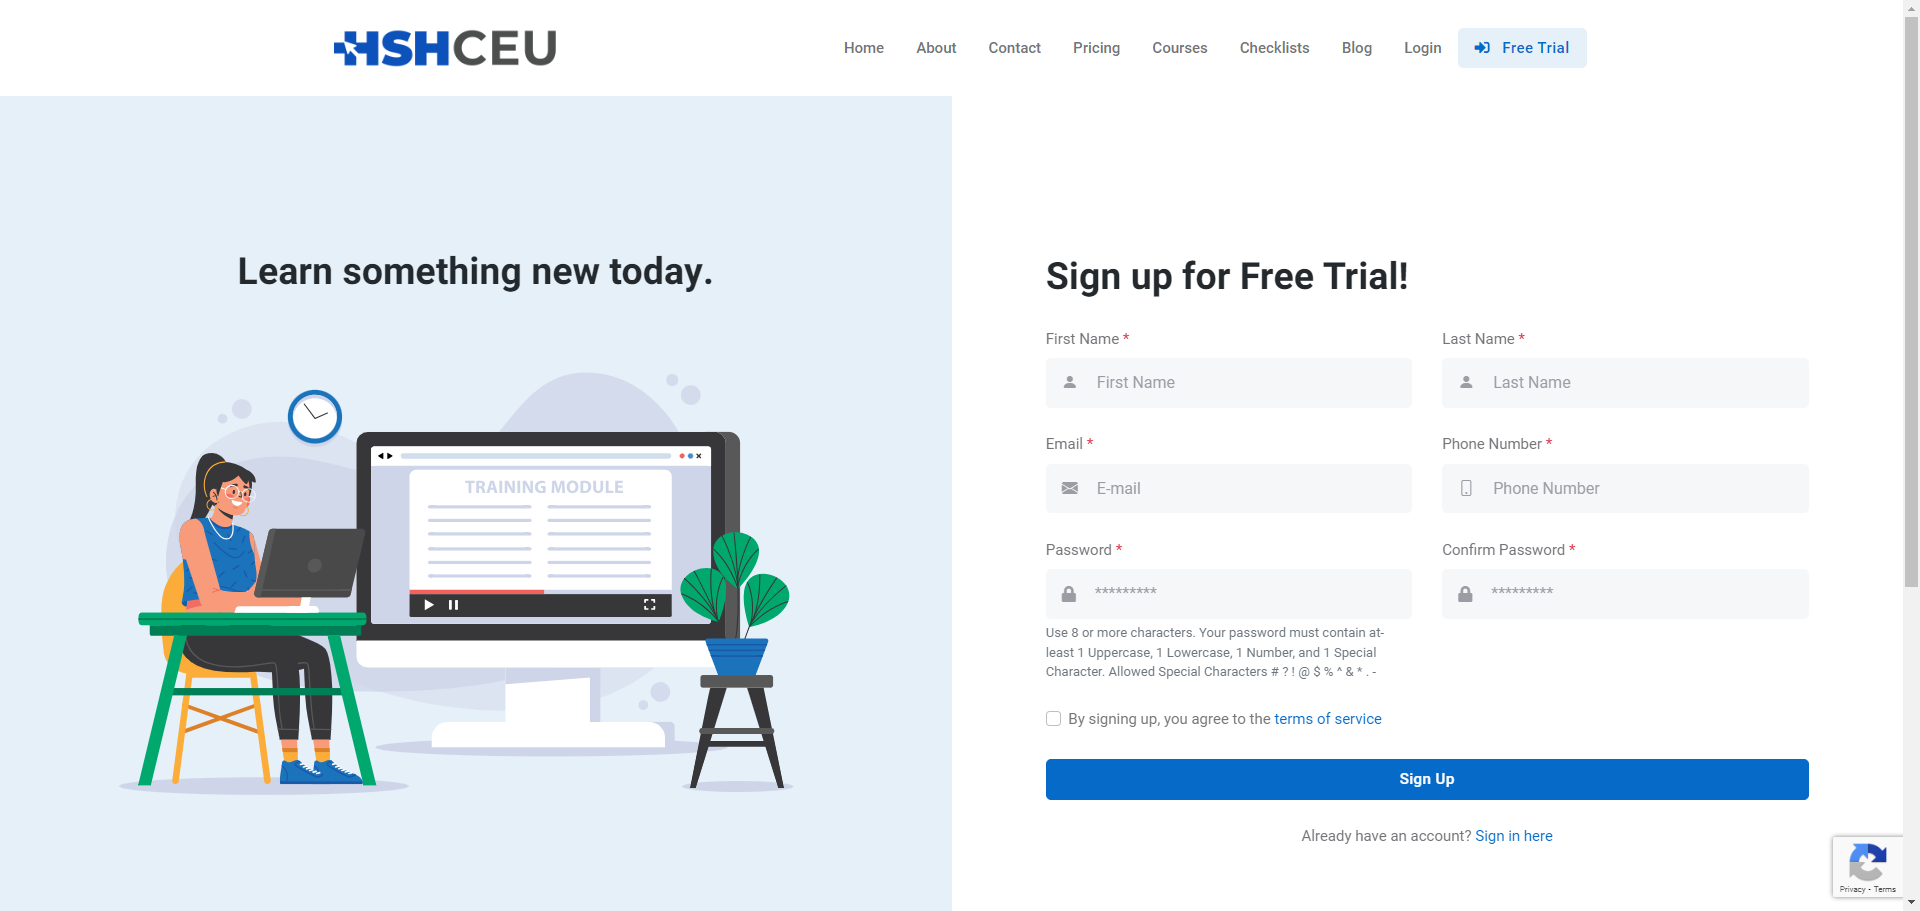 HSHCEU
Home About Contact Pricing Courses Checklists Blog Login Free Trial
Learn something new today.
TRAINING MODULE
Sign up for Free Trial!
First Name * Last Name *
First Name Last Name
Email * Phone Number *
E-mail Phone Number
Password * Confirm Password *
********* *********
Use 8 or more characters. Your password must contain at-
least 1 Uppercase, 1 Lowercase, 1 Number, and 1 Special
Character. Allowed Special Characters # ? ! @ $ % ^ & * . -
By signing up, you agree to the terms of service
Sign Up
Already have an account? Sign in here
Privacy - Terms